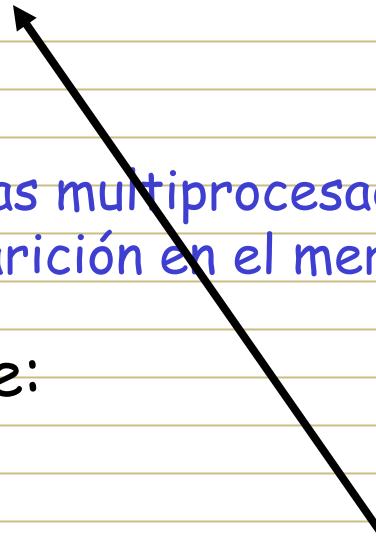 as multiprocesad
arición en el mer
e: